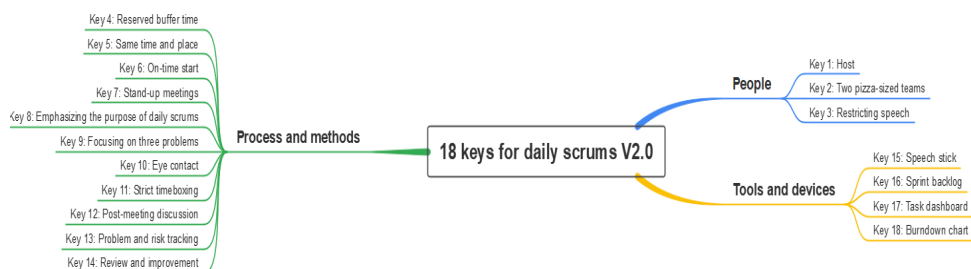 18 keys for daily scrums V2.0
People
Key 1: Host
Key 2: Two pizza-sized teams
Key 3: Restricting speech
Process and methods
Key 4: Reserved buffer time
Key 5: Same time and place
Key 6: On-time start
Key 7: Stand-up meetings
Key 8: Emphasizing the purpose of daily scrums
Key 9: Focusing on three problems
Key 10: Eye contact
Key 11: Strict timeboxing
Key 12: Post-meeting discussion
Key 13: Problem and risk tracking
Key 14: Review and improvement
Tools and devices
Key 15: Speech stick
Key 16: Sprint backlog
Key 17: Task dashboard
Key 18: Burndown chart